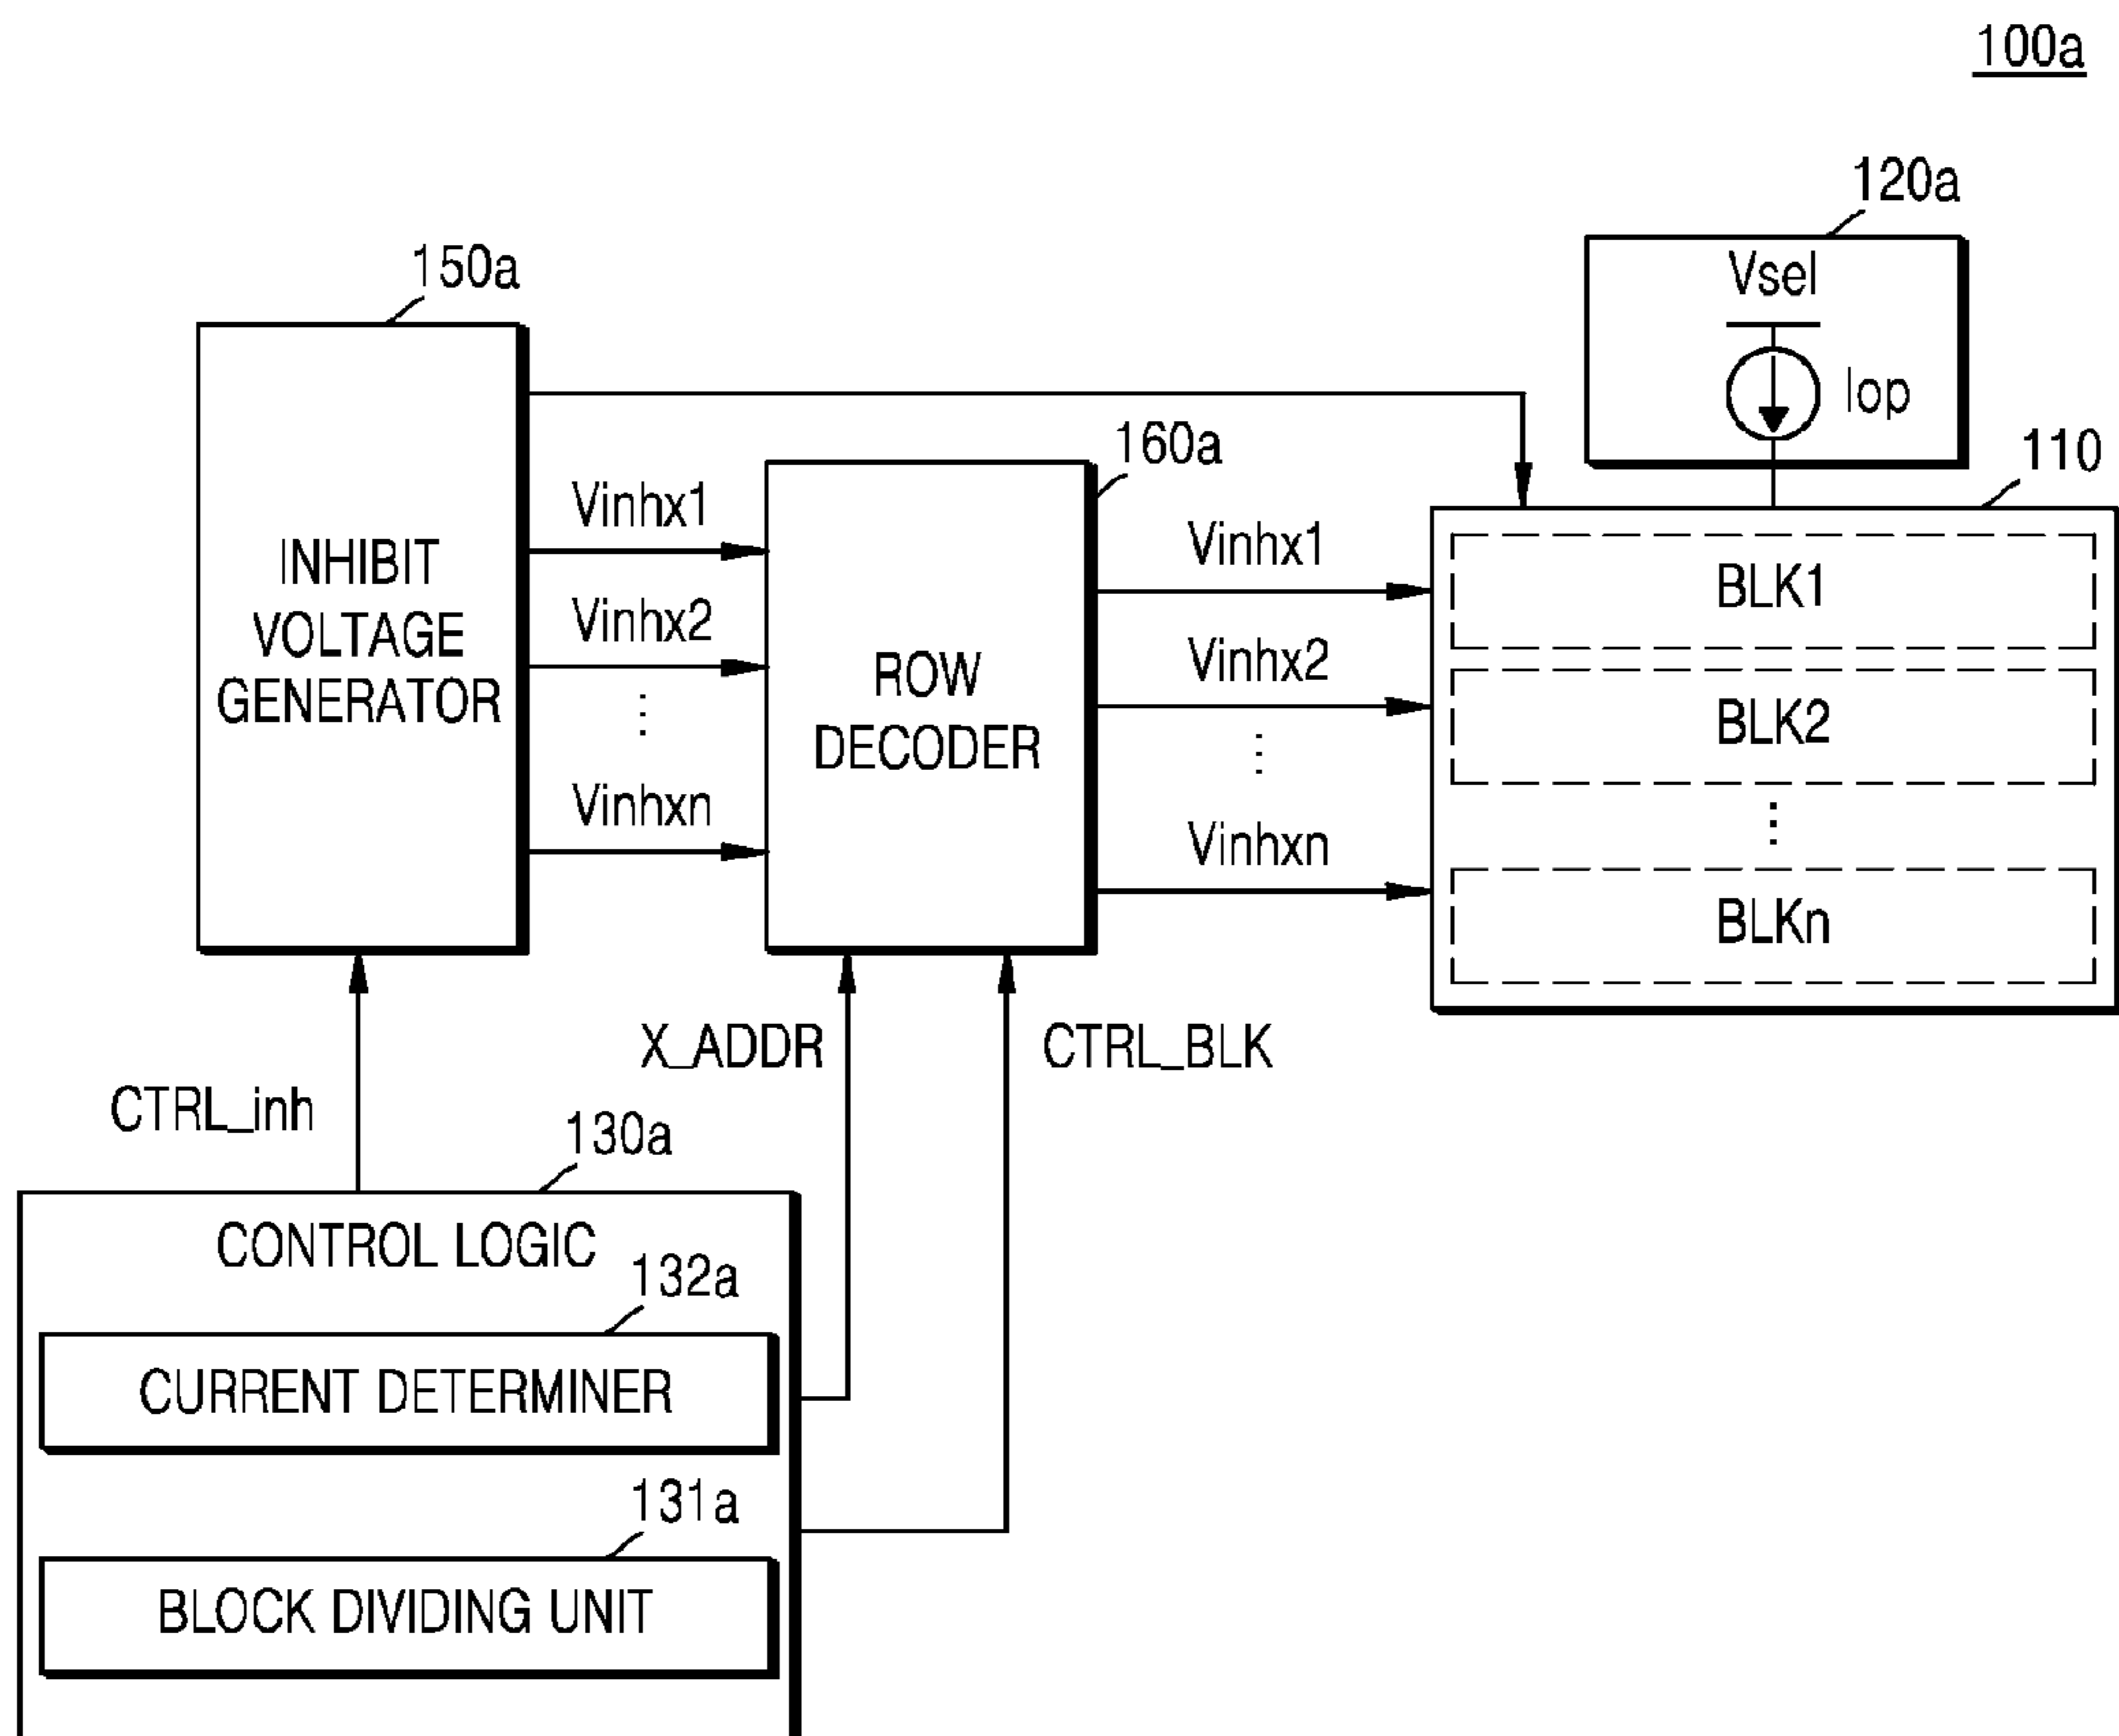 100a
120a
Vsel
Iop
150a
160a
110
INHIBIT
VOLTAGE
GENERATOR
Vinhx1
Vinhx2
⋮
Vinhxn
ROW
DECODER
Vinhx1
Vinhx2
⋮
Vinhxn
BLK1
BLK2
⋮
BLKn
CTRL_inh
X_ADDR
CTRL_BLK
130a
CONTROL LOGIC
132a
CURRENT DETERMINER
131a
BLOCK DIVIDING UNIT